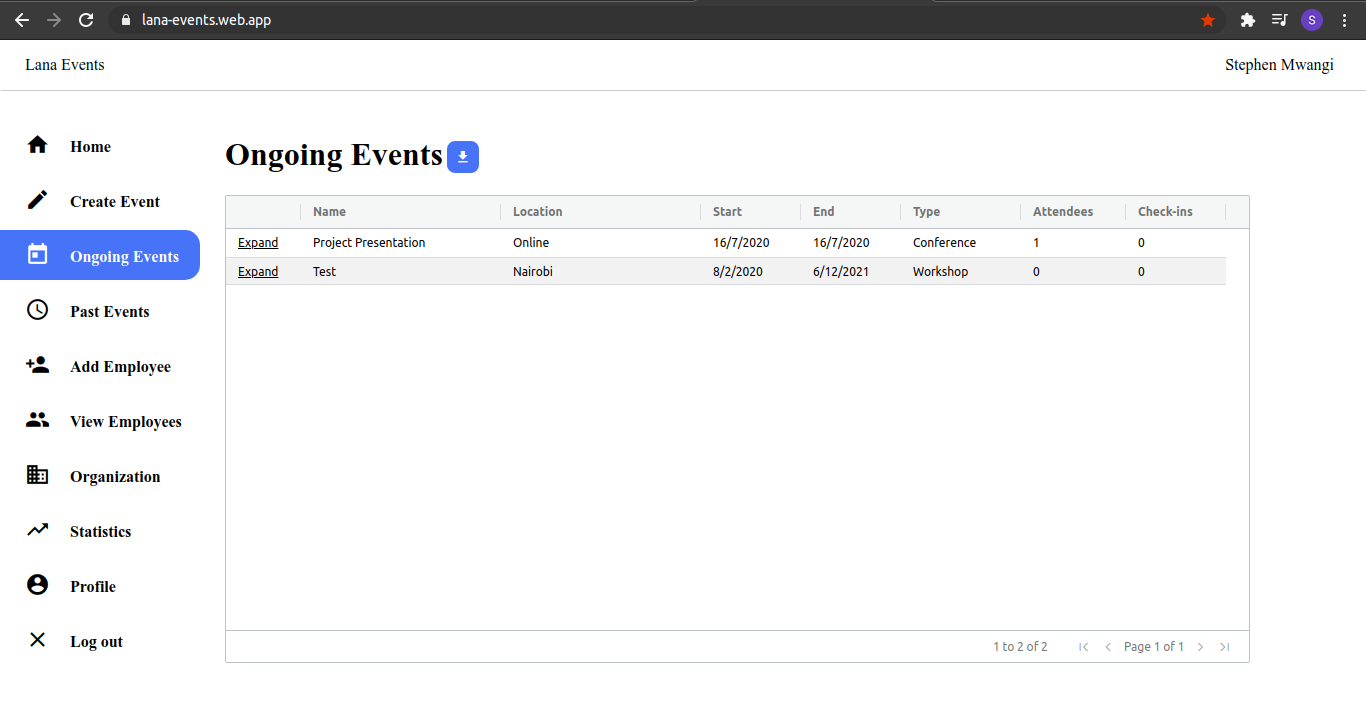 lana-events.web.app
S
Lana Events
Stephen Mwangi
Home
Create Event
Ongoing Events
Past Events
Add Employee
View Employees
Organization
Statistics
Profile
Log out
Ongoing Events
Name Location Start End Type Attendees Check-ins
Expand Project Presentation Online 16/7/2020 16/7/2020 Conference 1 0
Expand Test Nairobi 8/2/2020 6/12/2021 Workshop 0 0
1 to 2 of 2 Page 1 of 1